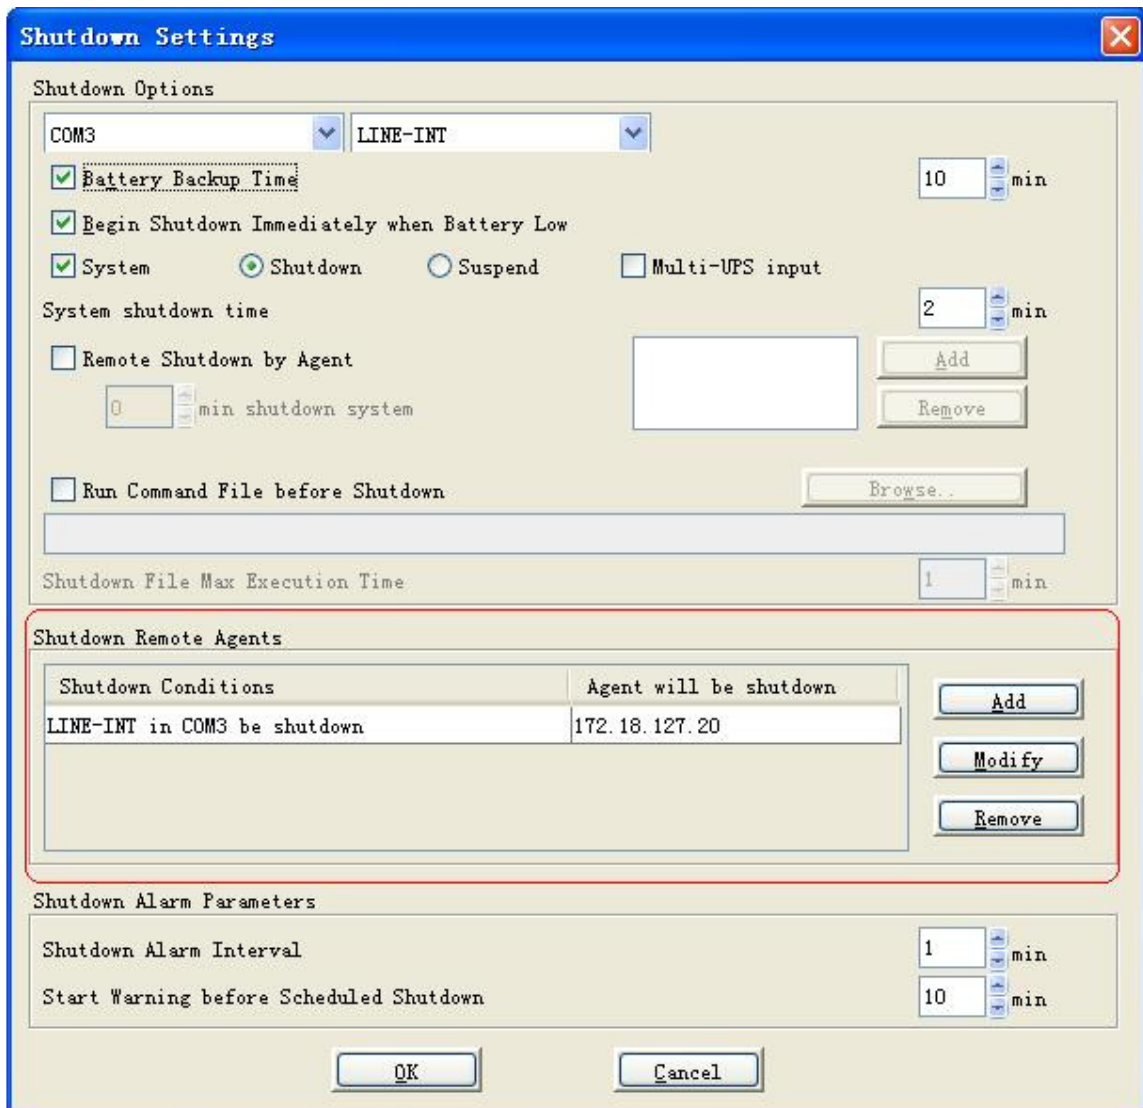 Shutdown Settings
Shutdown Options
COM3 LINE-INT
Battery Backup Time 10 min
Begin Shutdown Immediately when Battery Low
System Shutdown Suspend Multi-UPS input
System shutdown time 2 min
Remote Shutdown by Agent Add
0 min shutdown system Remove
Run Command File before Shutdown Browse..
Shutdown File Max Execution Time 1 min
Shutdown Remote Agents
Shutdown Conditions Agent will be shutdown
LINE-INT in COM3 be shutdown 172.18.127.20
Add
Modify
Remove
Shutdown Alarm Parameters
Shutdown Alarm Interval 1 min
Start Warning before Scheduled Shutdown 10 min
OK Cancel